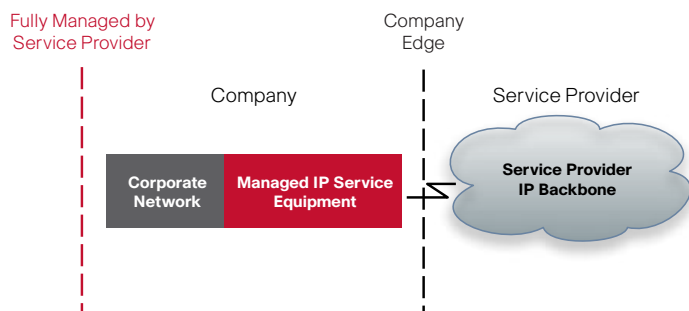 Fully Managed by
Service Provider
Company
Edge
Company
Service Provider
Corporate
Network
Managed IP Service
Equipment
Service Provider
IP Backbone